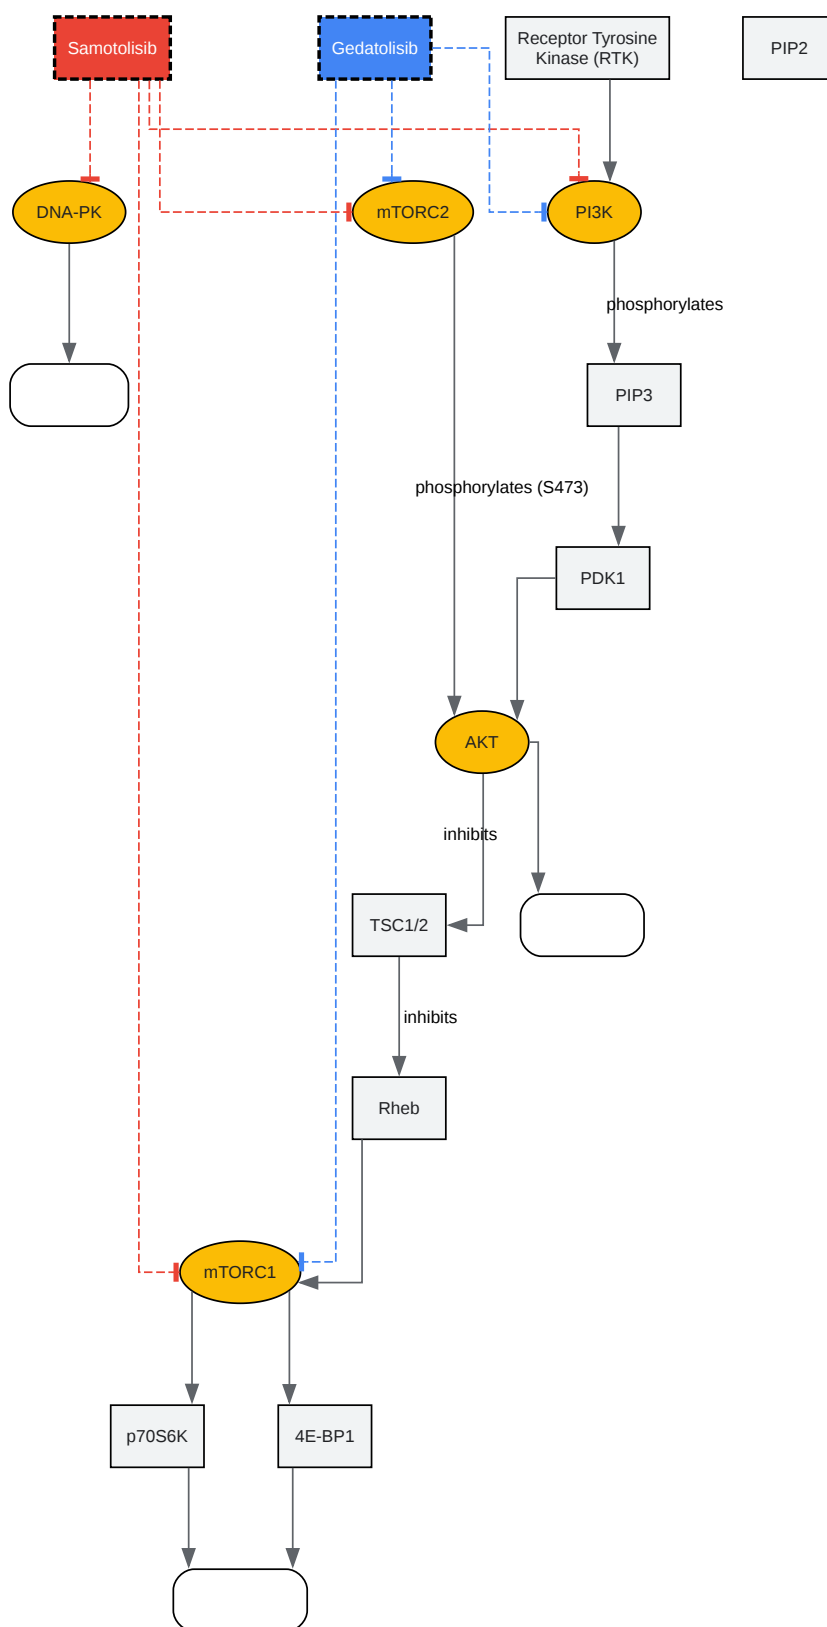 Samotolisib
Gedatolisib
Receptor Tyrosine
Kinase (RTK)
PIP2
DNA-PK
mTORC2
PI3K
phosphorylates
PIP3
phosphorylates (S473)
PDK1
AKT
inhibits
TSC1/2
inhibits
Rheb
mTORC1
p70S6K
4E-BP1